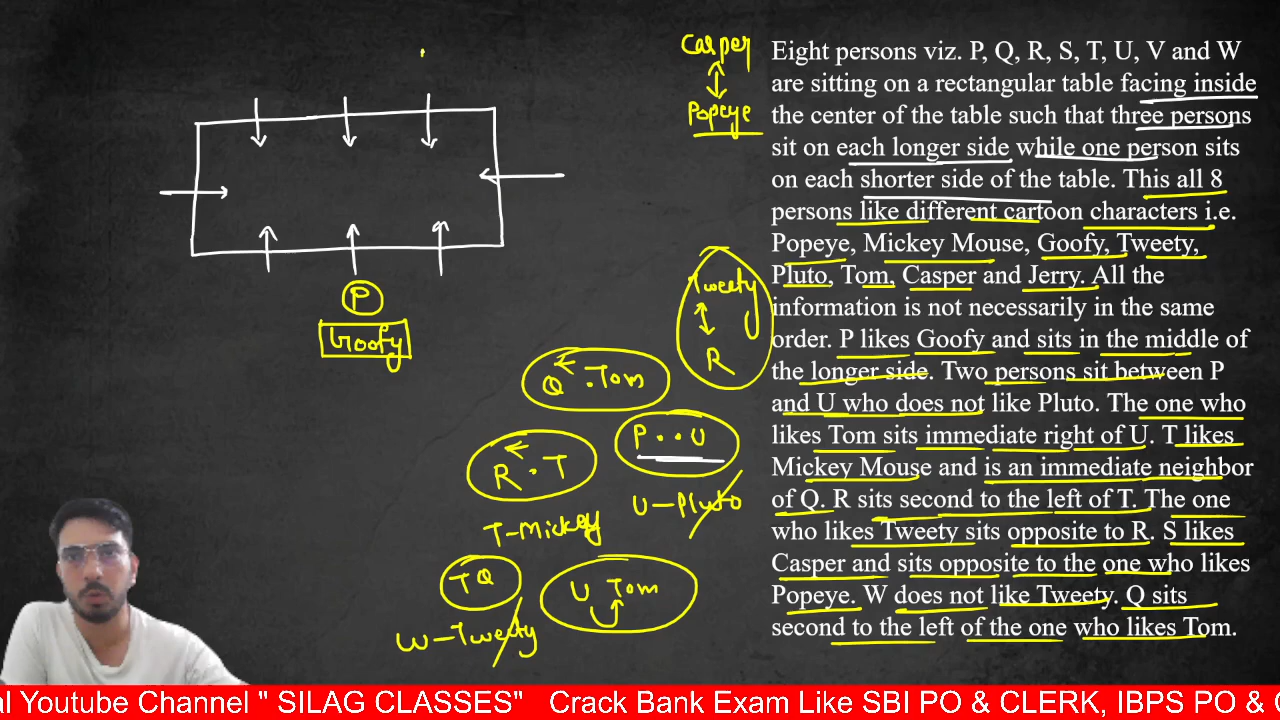 Casper
Popeye
Eight persons viz. P, Q, R, S, T, U, V and W
are sitting on a rectangular table facing inside
the center of the table such that three persons
sit on each longer side while one person sits
on each shorter side of the table. This all 8
persons like different cartoon characters i.e.
Popeye, Mickey Mouse, Goofy, Tweety,
Pluto, Tom, Casper and Jerry. All the
information is not necessarily in the same
order. P likes Goofy and sits in the middle of
the longer side. Two persons sit between P
and U who does not like Pluto. The one who
likes Tom sits immediate right of U. T likes
Mickey Mouse and is an immediate neighbor
of Q. R sits second to the left of T. The one
who likes Tweety sits opposite to R. S likes
Casper and sits opposite to the one who likes
Popeye. W does not like Tweety. Q sits
second to the left of the one who likes Tom.
Tweety
R
P
Goofy
Q . Tom
P . . U
R . T
U - Pluto
T - Mickey
T Q
U Tom
W - Tweety
al Youtube Channel " SILAG CLASSES" Crack Bank Exam Like SBI PO & CLERK, IBPS PO &